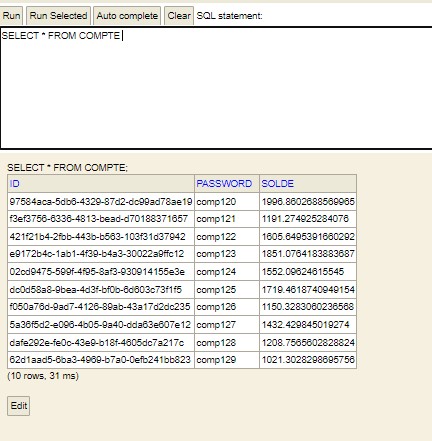 Run Run Selected Auto complete Clear SQL statement:
SELECT * FROM COMPTE
SELECT * FROM COMPTE;
ID PASSWORD SOLDE
97584aca-5db6-4329-87d2-dc99ad78ae19 comp120 1996.8602688569965
f3ef3756-6336-4813-bead-d70188371657 comp121 1191.274925284076
421f21b4-2fbb-443b-b563-103f31d37942 comp122 1605.6495391660292
e9172b4c-1ab1-4f39-b4a3-30022a9ffc12 comp123 1851.0764183883687
02cd9475-599f-4f95-8af3-930914155e3e comp124 1552.09624615545
dc0d58a8-9bea-4d3f-bf0b-6d603c73f1f5 comp125 1719.4618740949154
f050a76d-9ad7-4126-89ab-43a17d2dc235 comp126 1150.3283060236568
5a36f5d2-e096-4b05-9a40-dda63e607e12 comp127 1432.429845019274
dafe292e-fe0c-43e9-b18f-4605dc7a217c comp128 1208.7565602828824
62d1aad5-6ba3-4969-b7a0-0efb241bb823 comp129 1021.3028298695756
(10 rows, 31 ms)
Edit